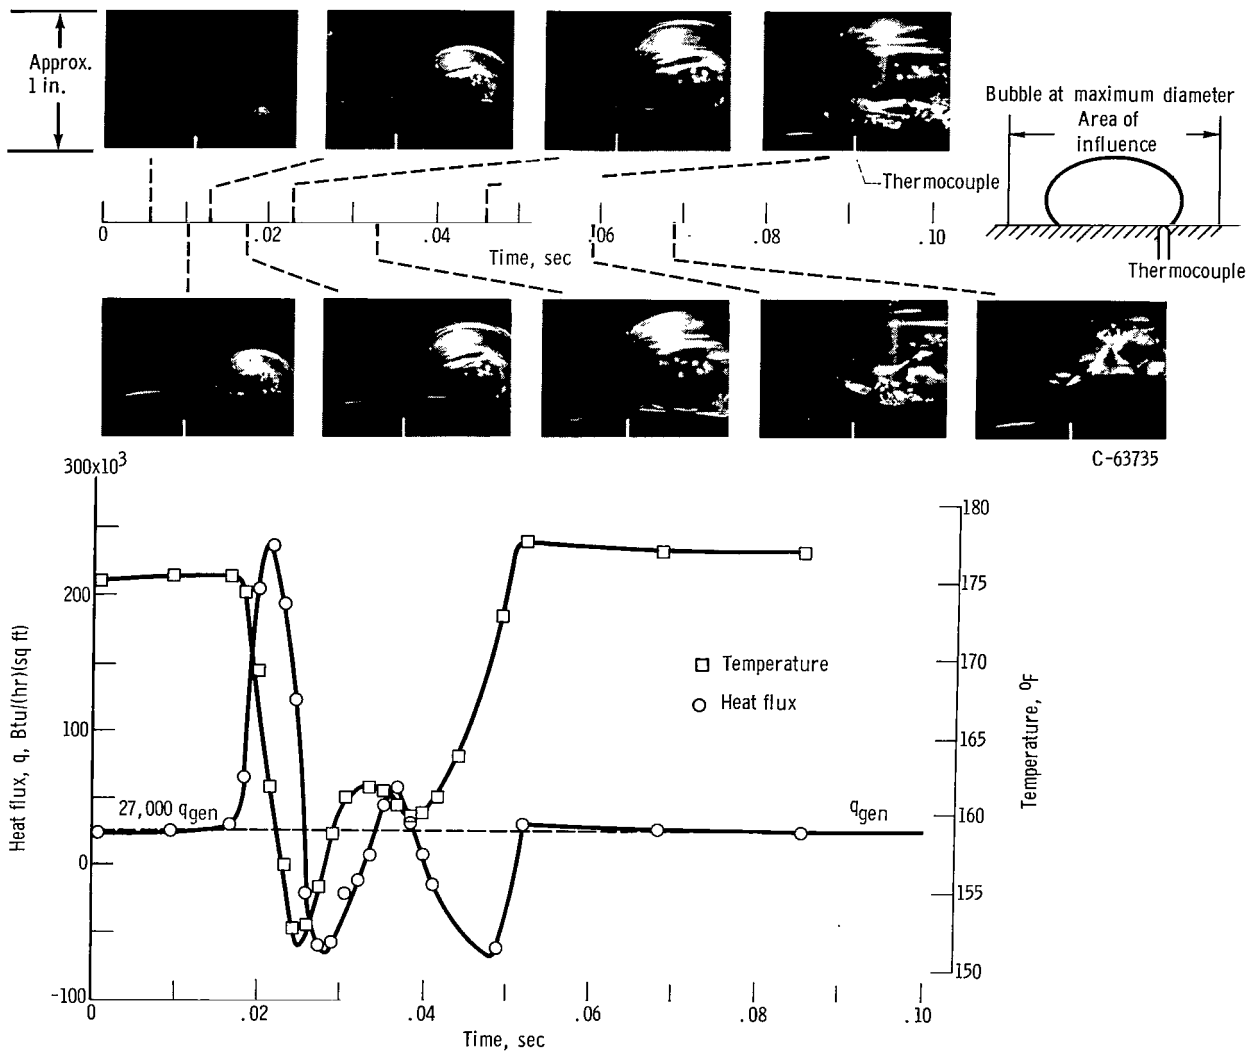 Approx.
1 in.
Bubble at maximum diameter
Area of
influence
Thermocouple
0
.02
.04
.06
.08
.10
Time, sec
Thermocouple
C-63735
300x10³
200
100
0
-100
Heat flux, q, Btu/(hr)(sq ft)
27,000 qgen
Temperature
Heat flux
qgen
180
175
170
165
160
155
150
Temperature, °F
0
.02
.04
.06
.08
.10
Time, sec